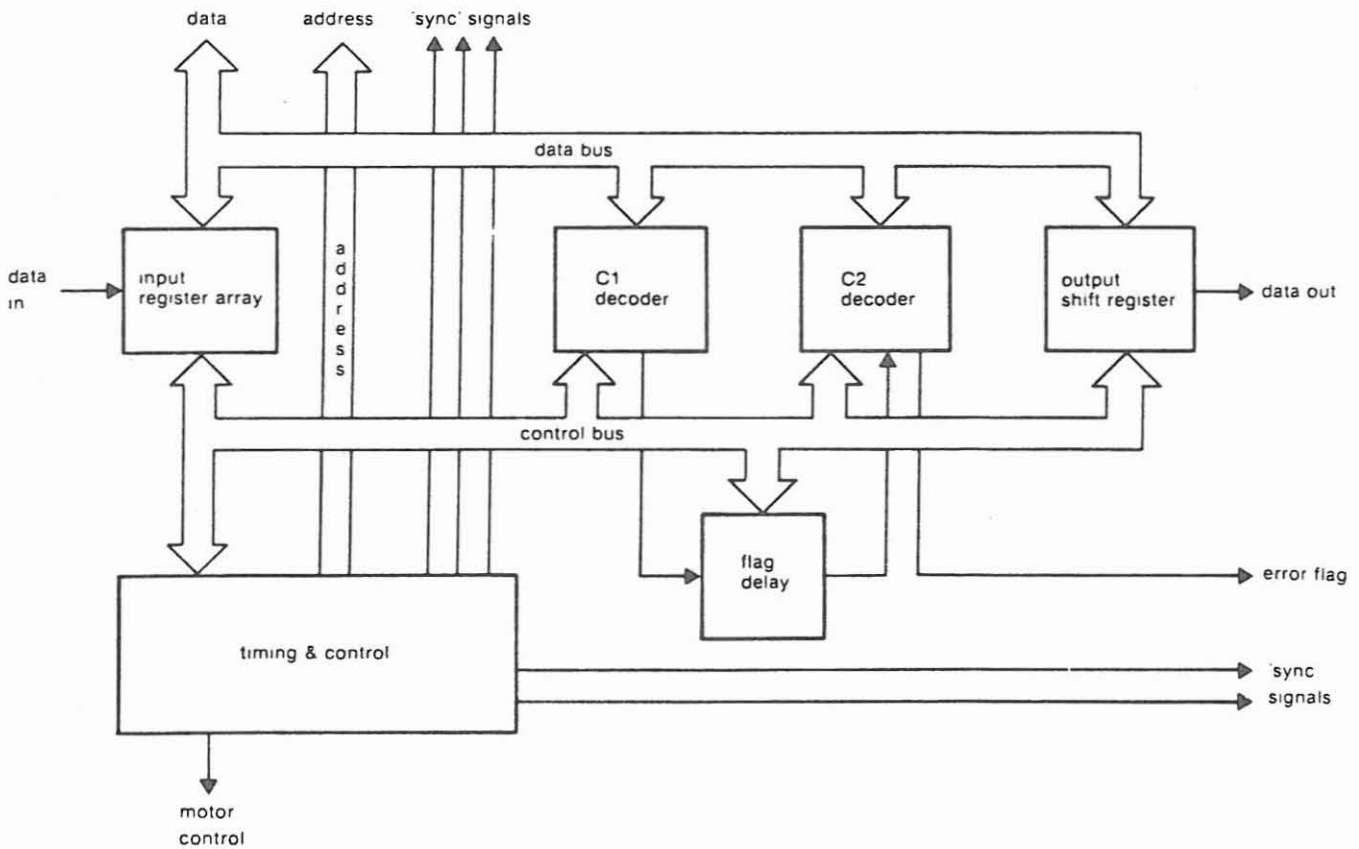 data
address
'sync' signals
data bus
data
in
input
register array
address
C1
decoder
C2
decoder
output
shift register
data out
control bus
flag
delay
error flag
timing & control
'sync
signals
motor
control